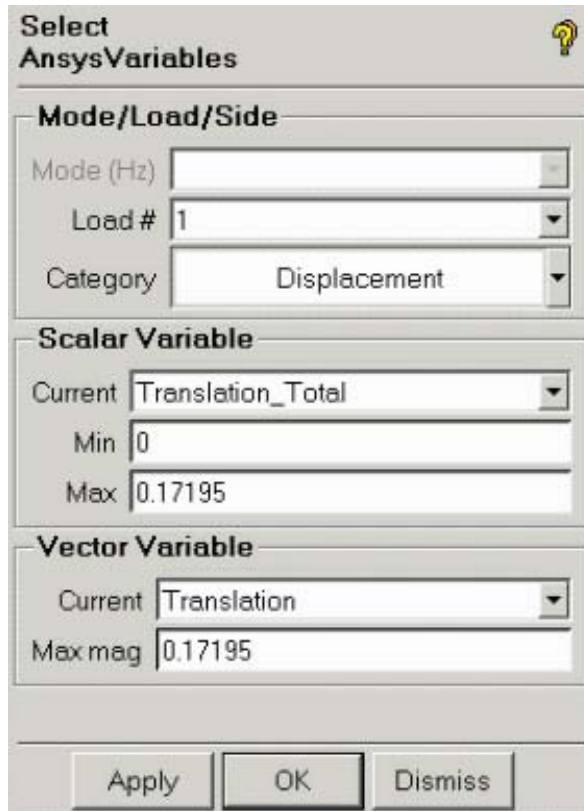 Select
AnsysVariables
Mode/Load/Side
Mode (Hz)
Load # 1
Category Displacement
Scalar Variable
Current Translation_Total
Min 0
Max 0.17195
Vector Variable
Current Translation
Max mag 0.17195
Apply OK Dismiss